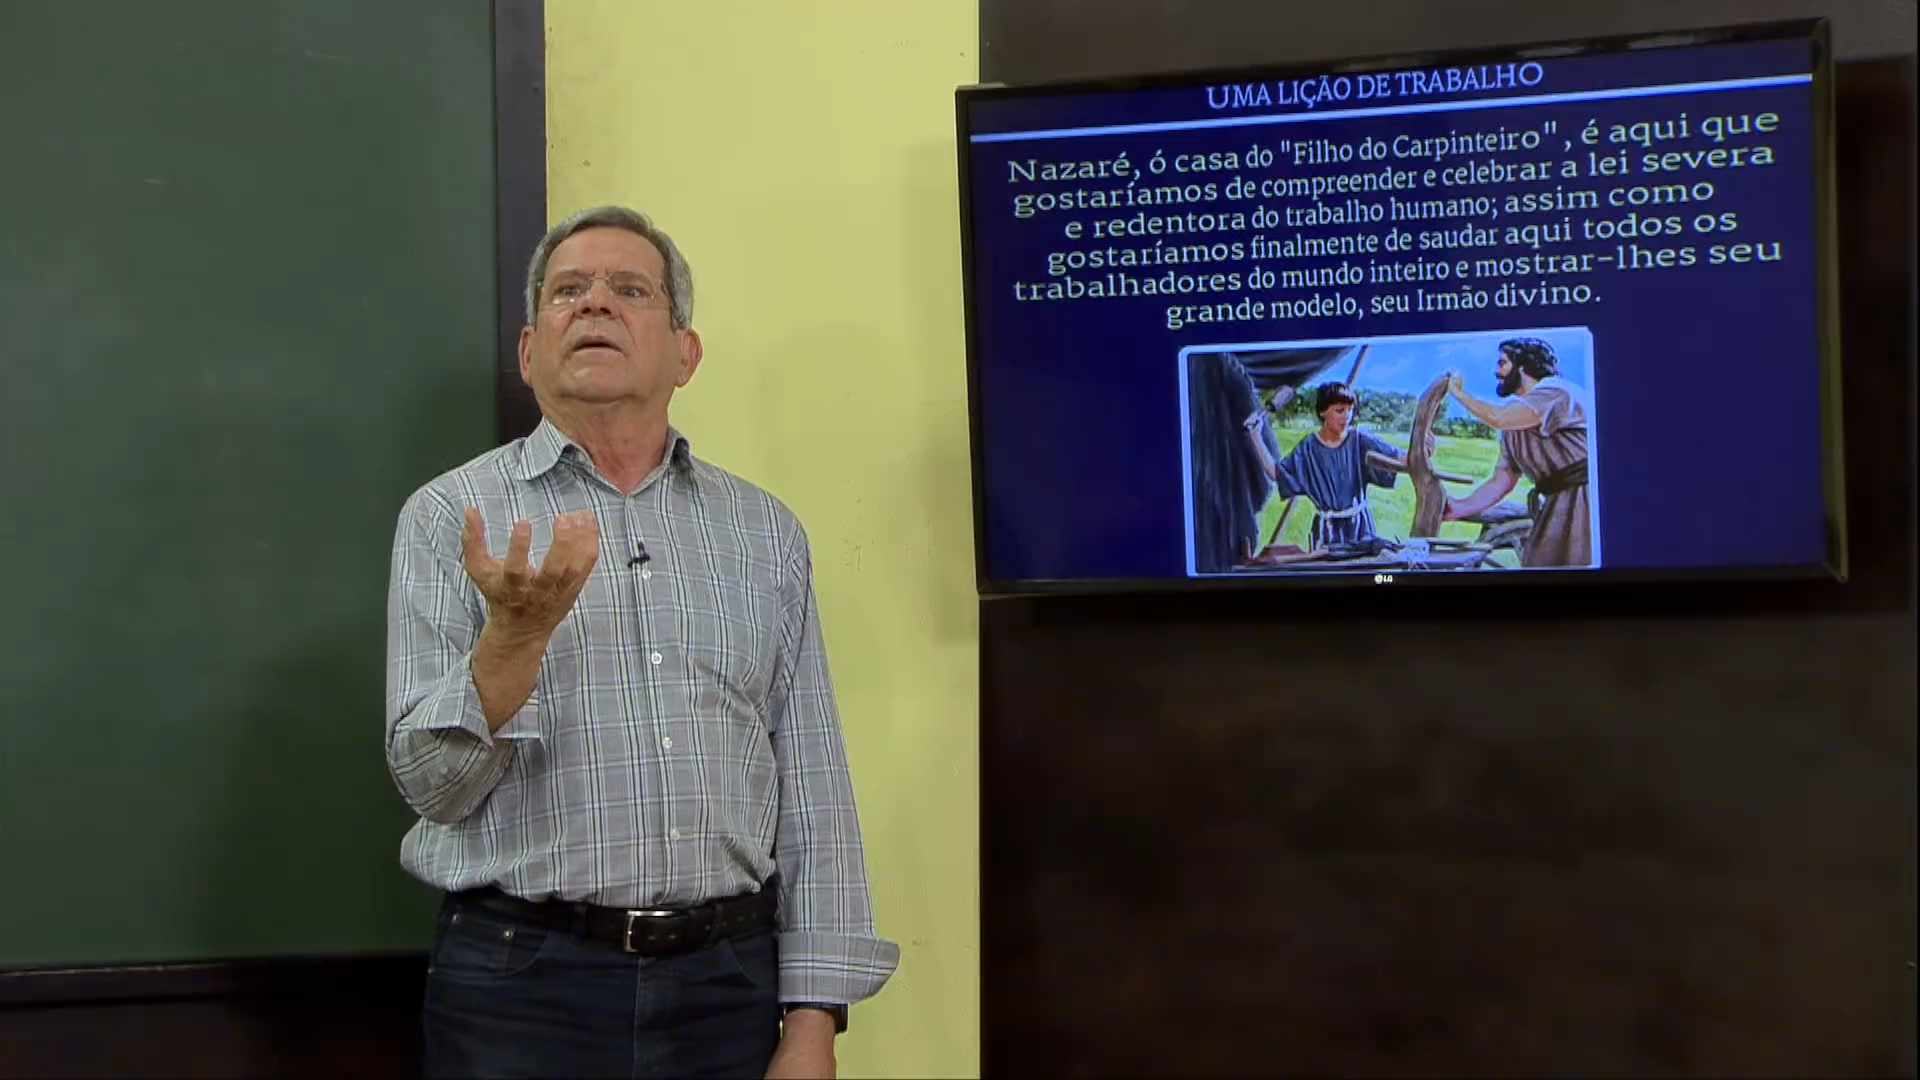 UMA LIÇÃO DE TRABALHO
Nazaré, ó casa do "Filho do Carpinteiro", é aqui que
gostaríamos de compreender e celebrar a lei severa
e redentora do trabalho humano; assim como
gostaríamos finalmente de saudar aqui todos os
trabalhadores do mundo inteiro e mostrar-lhes seu
grande modelo, seu Irmão divino.
LG